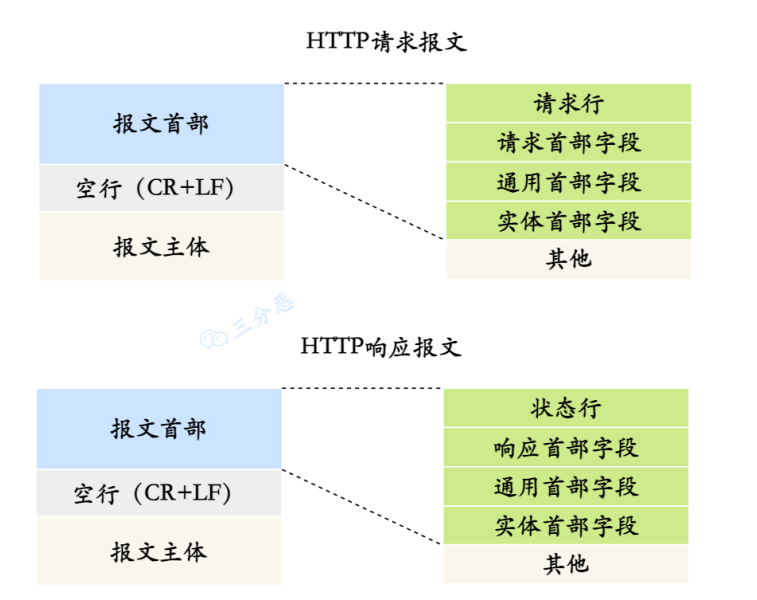 HTTP请求报文
报文首部
空行（CR+LF）
报文主体
请求行
请求首部字段
通用首部字段
实体首部字段
其他
三分恶
HTTP响应报文
报文首部
空行（CR+LF）
报文主体
状态行
响应首部字段
通用首部字段
实体首部字段
其他